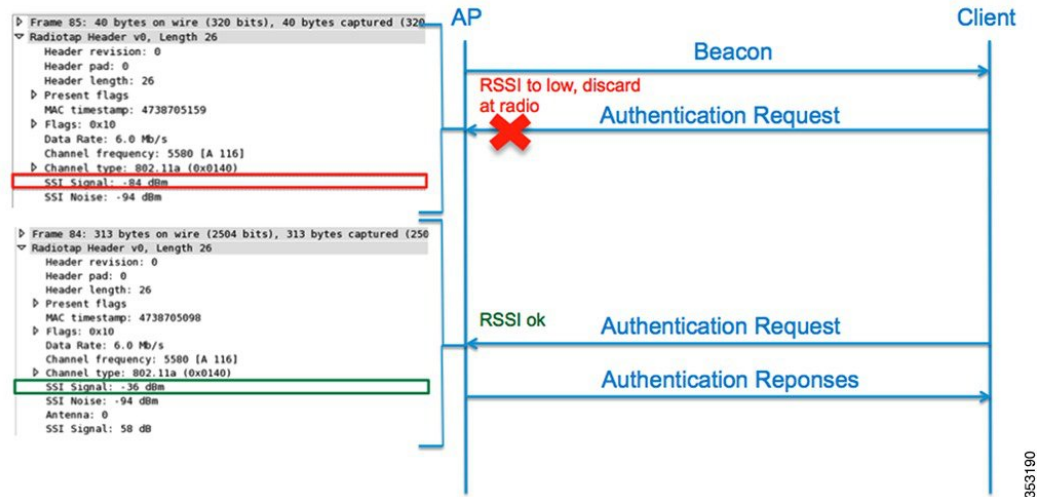 Frame 85: 40 bytes on wire (320 bits), 40 bytes captured (320
Radiotap Header v0, Length 26
Header revision: 0
Header pad: 0
Header length: 26
Present flags
MAC timestamp: 4738705159
Flags: 0x10
Data Rate: 6.0 Mb/s
Channel frequency: 5580 [A 116]
Channel type: 802.11a (0x0140)
SSI Signal: -84 dBm
SSI Noise: -94 dBm
Frame 84: 313 bytes on wire (2504 bits), 313 bytes captured (250
Radiotap Header v0, Length 26
Header revision: 0
Header pad: 0
Header length: 26
Present flags
MAC timestamp: 4738705098
Flags: 0x10
Data Rate: 6.0 Mb/s
Channel frequency: 5580 [A 116]
Channel type: 802.11a (0x0140)
SSI Signal: -36 dBm
SSI Noise: -94 dBm
Antenna: 0
SSI Signal: 58 dB
AP
Client
Beacon
RSSI to low, discard
at radio
Authentication Request
RSSI ok
Authentication Request
Authentication Reponses
353190